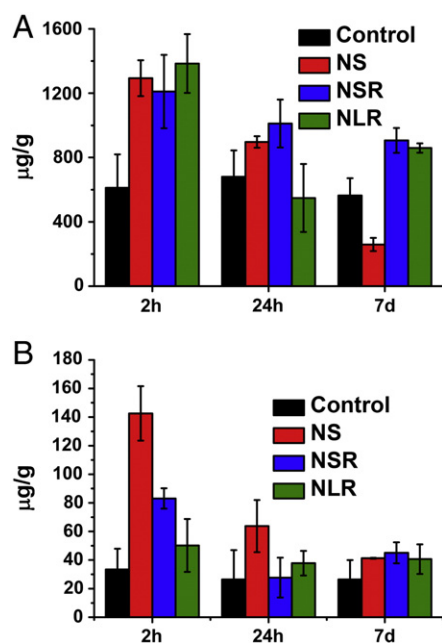 A
1600
1200
800
400
0
µg/g
Control
NS
NSR
NLR
2h
24h
7d
B
180
160
140
120
100
80
60
40
20
0
µg/g
Control
NS
NSR
NLR
2h
24h
7d